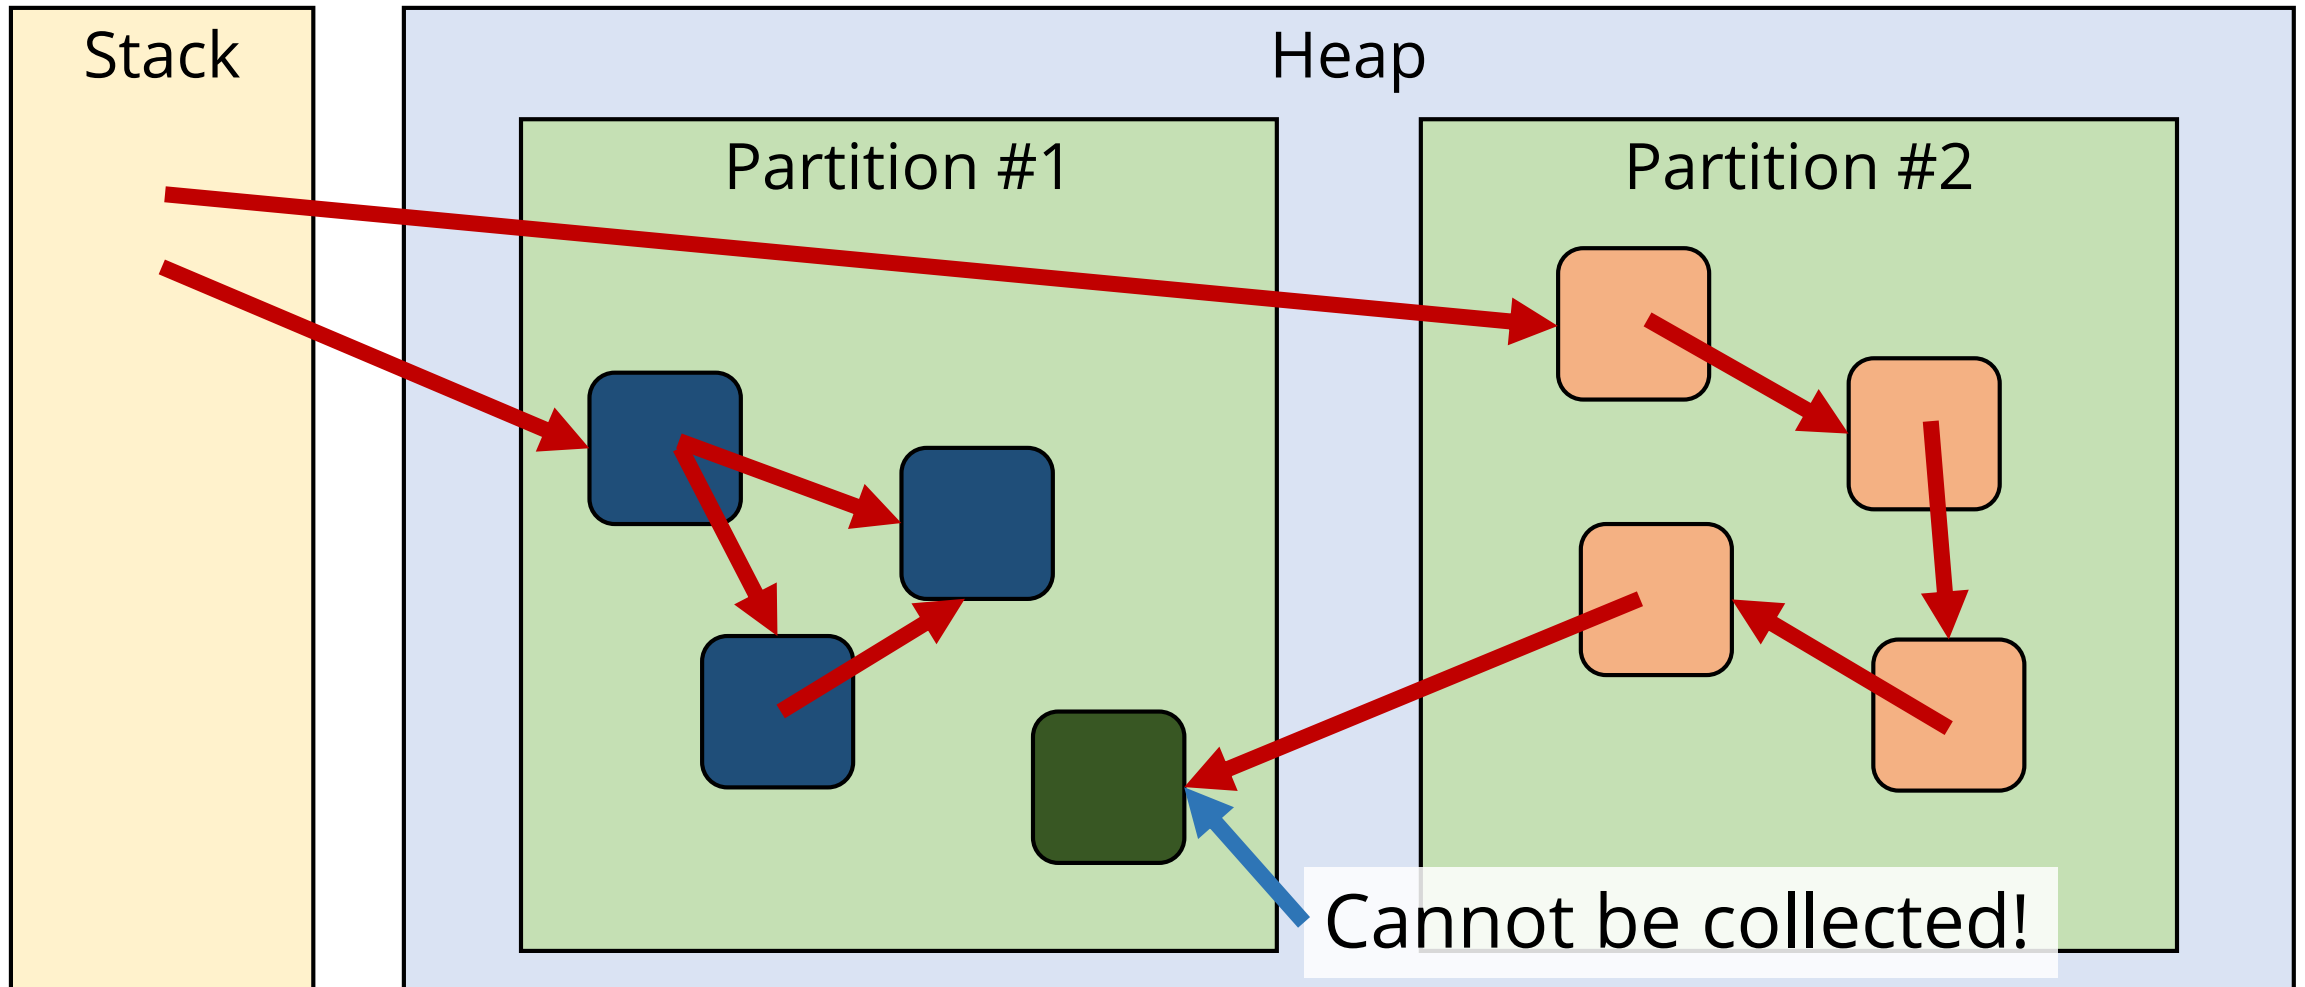 Stack
Heap
Partition #1
Partition #2
Cannot be collected!